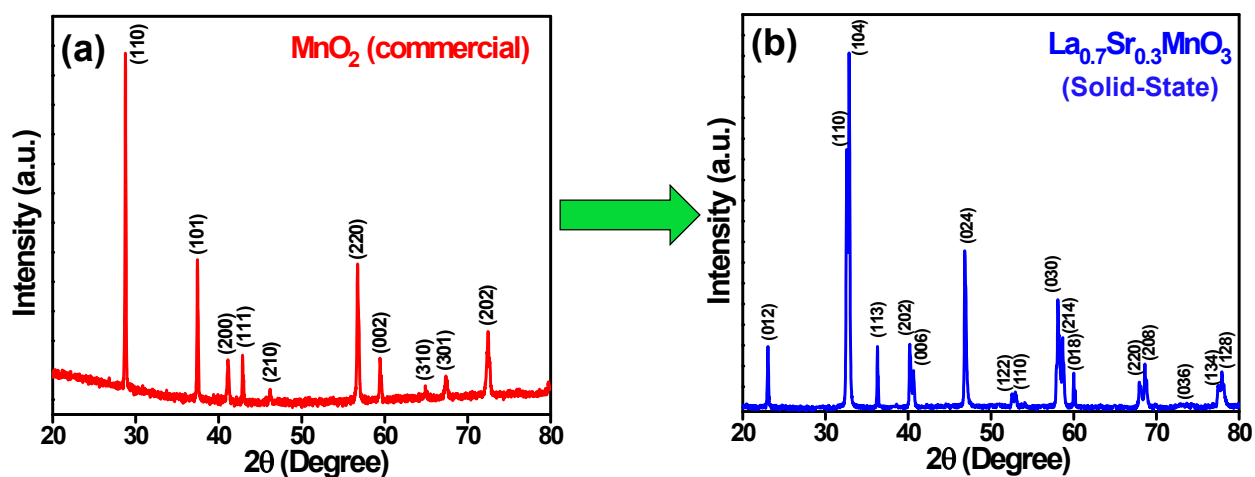 (a)
MnO2 (commercial)
(110)
(101)
(200)
(111)
(210)
(220)
(002)
(310)
(301)
(202)
Intensity (a.u.)
20 30 40 50 60 70 80
2θ (Degree)
(b)
La0.7Sr0.3MnO3
(Solid-State)
(012)
(110)
(104)
(113)
(202)
(006)
(024)
(122)
(110)
(030)
(214)
(018)
(220)
(208)
(036)
(134)
(128)
Intensity (a.u.)
20 30 40 50 60 70 80
2θ (Degree)